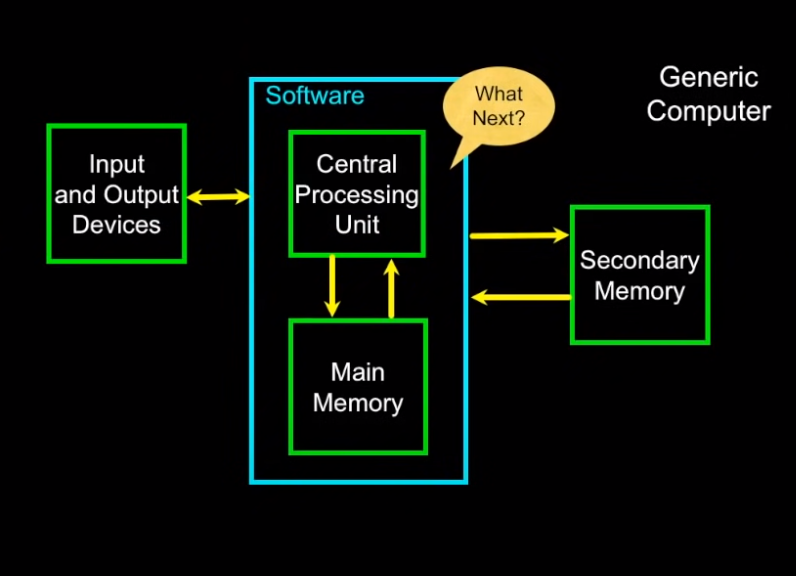 Generic
Computer
Software
What
Next?
Input
and Output
Devices
Central
Processing
Unit
Secondary
Memory
Main
Memory